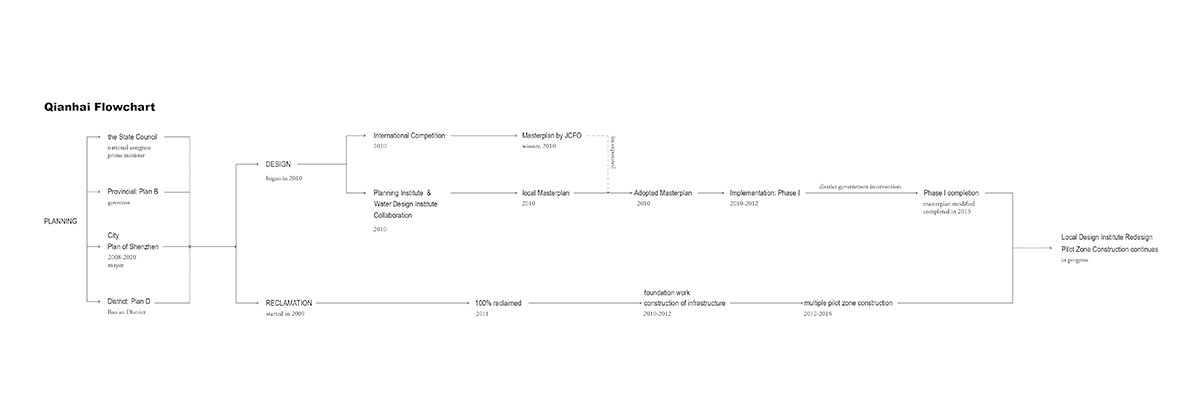 Qianhai Flowchart
PLANNING
the State Council
national congress
prime minister
Provincial: Plan B
governor
City
Plan of Shenzhen
2008-2020
mayor
District: Plan D
Bao'an District
DESIGN
began in 2010
International Competition
2010
Masterplan by JCFO
winner, 2010
incorporated
Planning Institute &
Water Design Institute
Collaboration
2010
local Masterplan
2010
Adopted Masterplan
2010
Implementation: Phase I
2010-2012
district government intervention
Phase I completion
masterplan modified
completed in 2013
RECLAMATION
started in 2009
100% reclaimed
2011
foundation work
construction of infrastructure
2010-2012
multiple pilot zone construction
2012-2015
Local Design Institute Redesign
Pilot Zone Construction continues
in progress